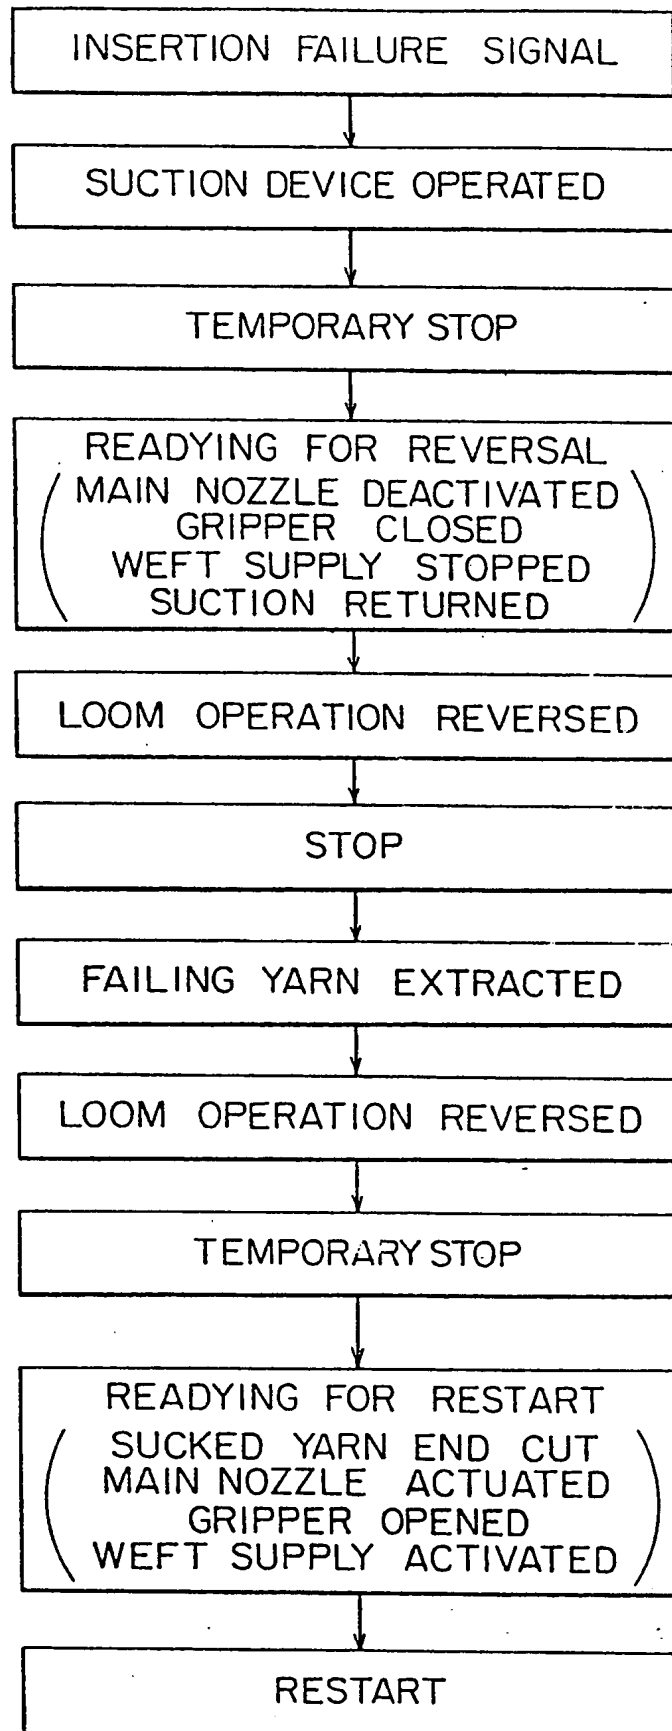 INSERTION FAILURE SIGNAL
SUCTION DEVICE OPERATED
TEMPORARY STOP
READYING FOR REVERSAL
(MAIN NOZZLE DEACTIVATED
GRIPPER CLOSED
WEFT SUPPLY STOPPED
SUCTION RETURNED)
LOOM OPERATION REVERSED
STOP
FAILING YARN EXTRACTED
LOOM OPERATION REVERSED
TEMPORARY STOP
READYING FOR RESTART
(SUCKED YARN END CUT
MAIN NOZZLE ACTUATED
GRIPPER OPENED
WEFT SUPPLY ACTIVATED)
RESTART